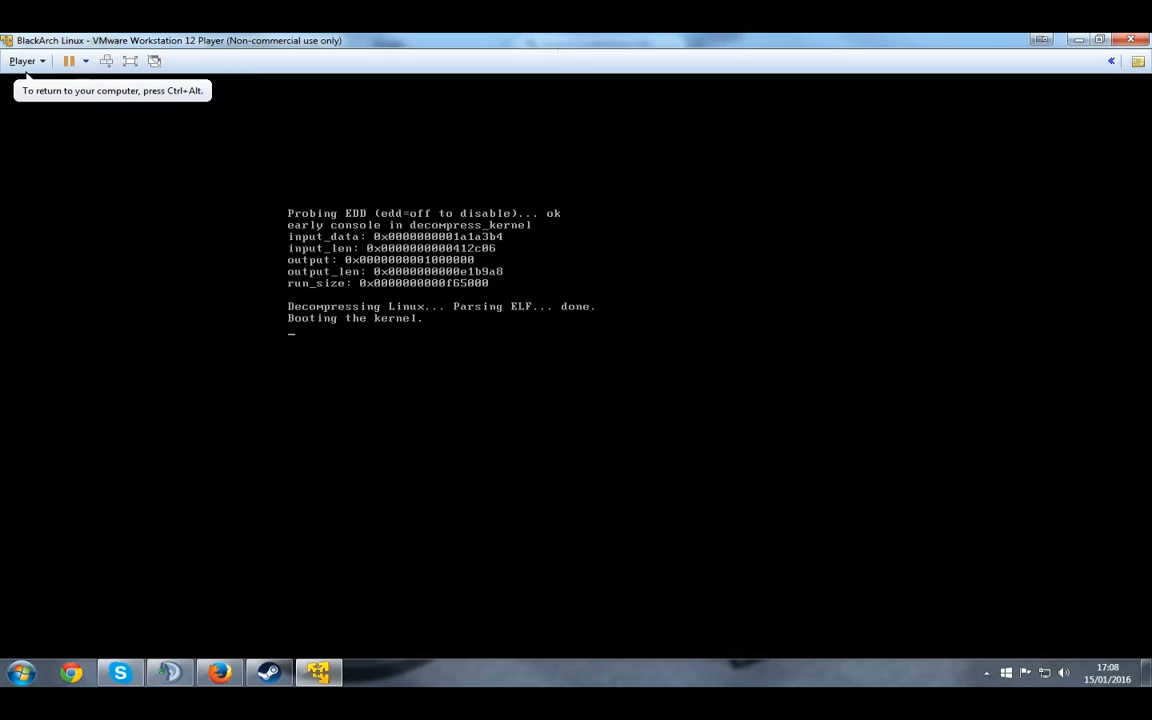 BlackArch Linux - VMware Workstation 12 Player (Non-commercial use only)
Player
To return to your computer, press Ctrl+Alt.
Probing EDD (edd=off to disable)... ok
early console in decompress_kernel
input_data: 0x0000000001a1a3b4
input_len: 0x0000000000412c06
output: 0x0000000001000000
output_len: 0x0000000000e1b9a8
run_size: 0x0000000000f65000
Decompressing Linux... Parsing ELF... done.
Booting the kernel.
_
17:08
15/01/2016